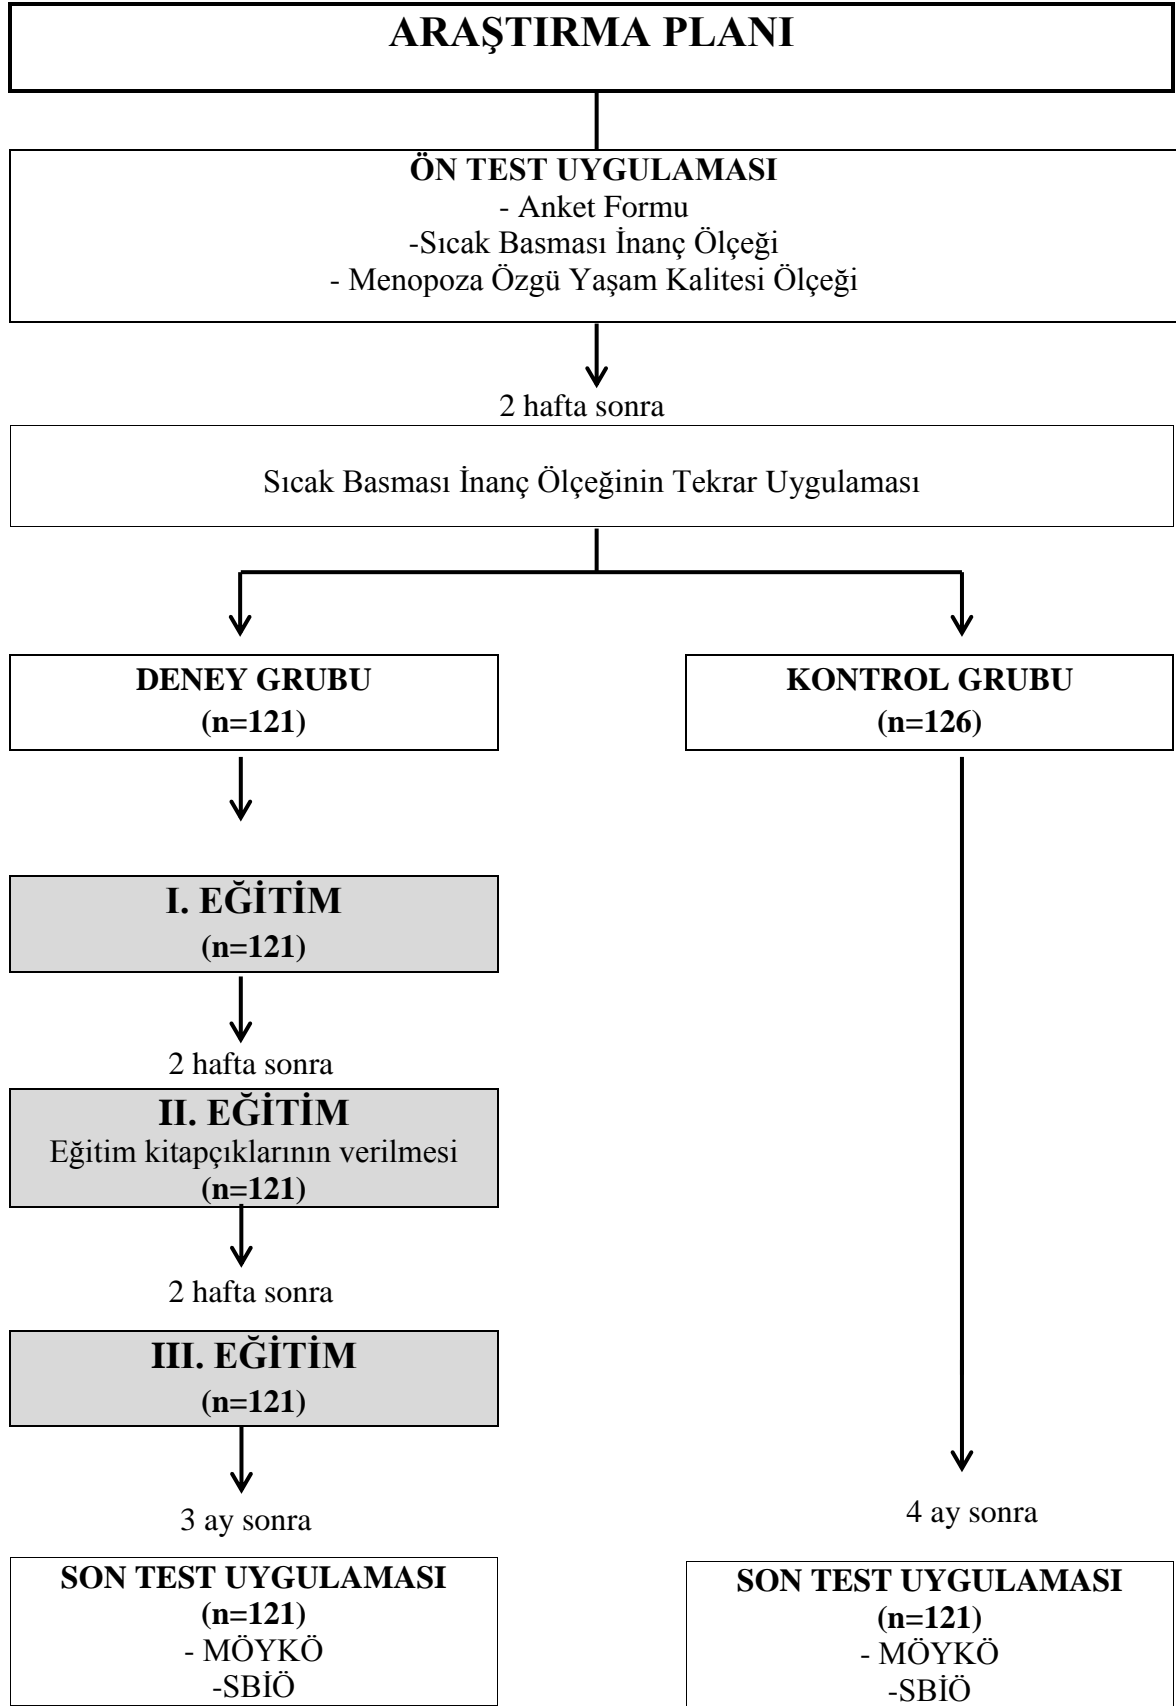 ARAŞTIRMA PLANI
ÖN TEST UYGULAMASI
- Anket Formu
-Sıcak Basması İnanç Ölçeği
- Menopoza Özgü Yaşam Kalitesi Ölçeği
2 hafta sonra
Sıcak Basması İnanç Ölçeğinin Tekrar Uygulaması
DENEY GRUBU
(n=121)
KONTROL GRUBU
(n=126)
I. EĞİTİM
(n=121)
2 hafta sonra
II. EĞİTİM
Eğitim kitapçıklarının verilmesi
(n=121)
2 hafta sonra
III. EĞİTİM
(n=121)
3 ay sonra
4 ay sonra
SON TEST UYGULAMASI
(n=121)
- MÖYKÖ
-SBİÖ
SON TEST UYGULAMASI
(n=121)
- MÖYKÖ
-SBİÖ